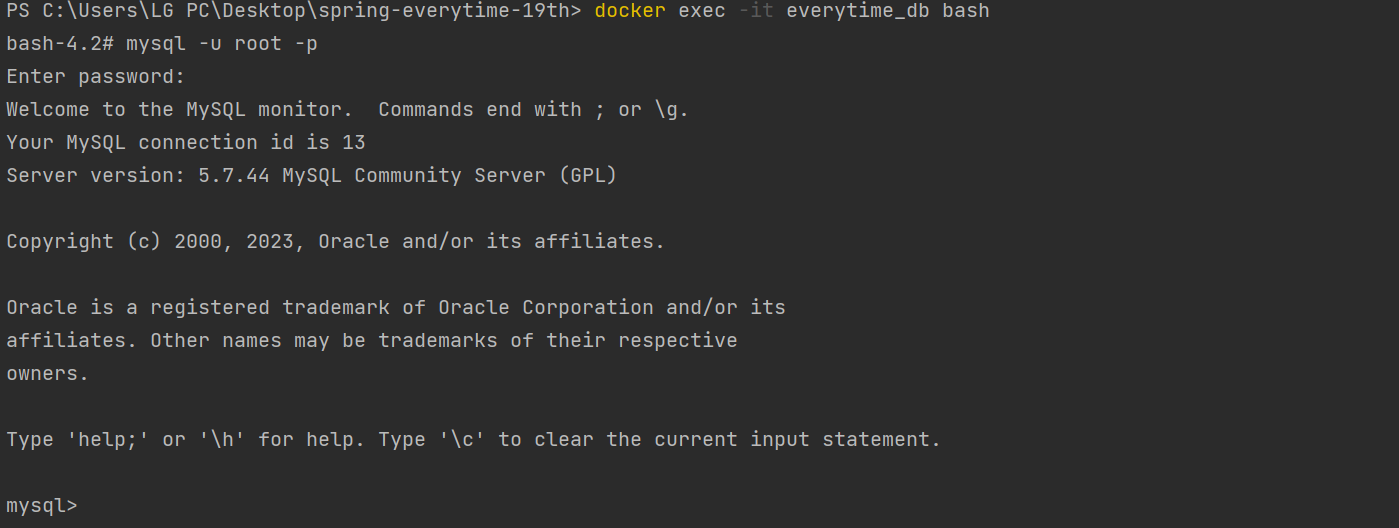 PS C:\Users\LG PC\Desktop\spring-everytime-19th> docker exec -it everytime_db bash
bash-4.2# mysql -u root -p
Enter password:
Welcome to the MySQL monitor.  Commands end with ; or \g.
Your MySQL connection id is 13
Server version: 5.7.44 MySQL Community Server (GPL)
Copyright (c) 2000, 2023, Oracle and/or its affiliates.
Oracle is a registered trademark of Oracle Corporation and/or its
affiliates. Other names may be trademarks of their respective
owners.
Type 'help;' or '\h' for help. Type '\c' to clear the current input statement.
mysql>